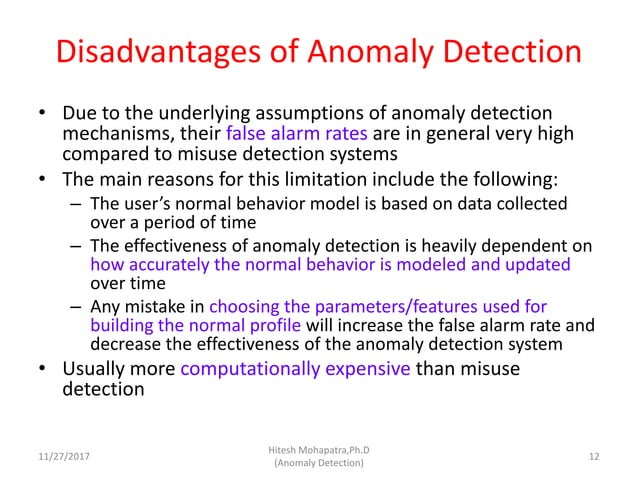 Disadvantages of Anomaly Detection
• Due to the underlying assumptions of anomaly detection
mechanisms, their false alarm rates are in general very high
compared to misuse detection systems
• The main reasons for this limitation include the following:
– The user’s normal behavior model is based on data collected
over a period of time
– The effectiveness of anomaly detection is heavily dependent on
how accurately the normal behavior is modeled and updated
over time
– Any mistake in choosing the parameters/features used for
building the normal profile will increase the false alarm rate and
decrease the effectiveness of the anomaly detection system
• Usually more computationally expensive than misuse
detection
11/27/2017
Hitesh Mohapatra,Ph.D
(Anomaly Detection)
12